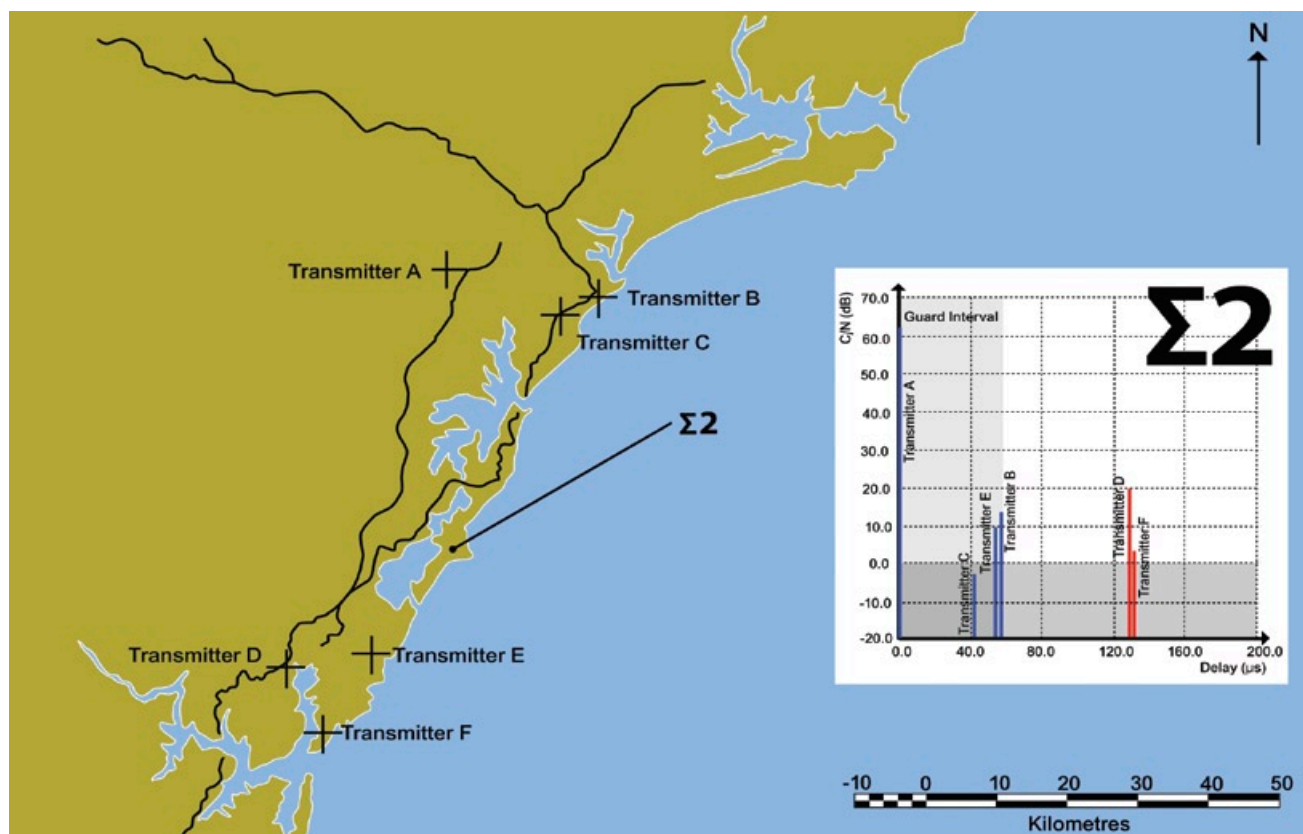 N
Transmitter A
Transmitter B
Transmitter C
Σ2
Transmitter D
Transmitter E
Transmitter F
Σ2
C/N (dB)
70.0
60.0
50.0
40.0
30.0
20.0
10.0
0.0
-10.0
-20.0
Guard Interval
Transmitter A
Transmitter C
Transmitter E
Transmitter B
Transmitter D
Transmitter F
0.0 40.0 80.0 120.0 160.0 200.0
Delay (μs)
-10 0 10 20 30 40 50
Kilometres